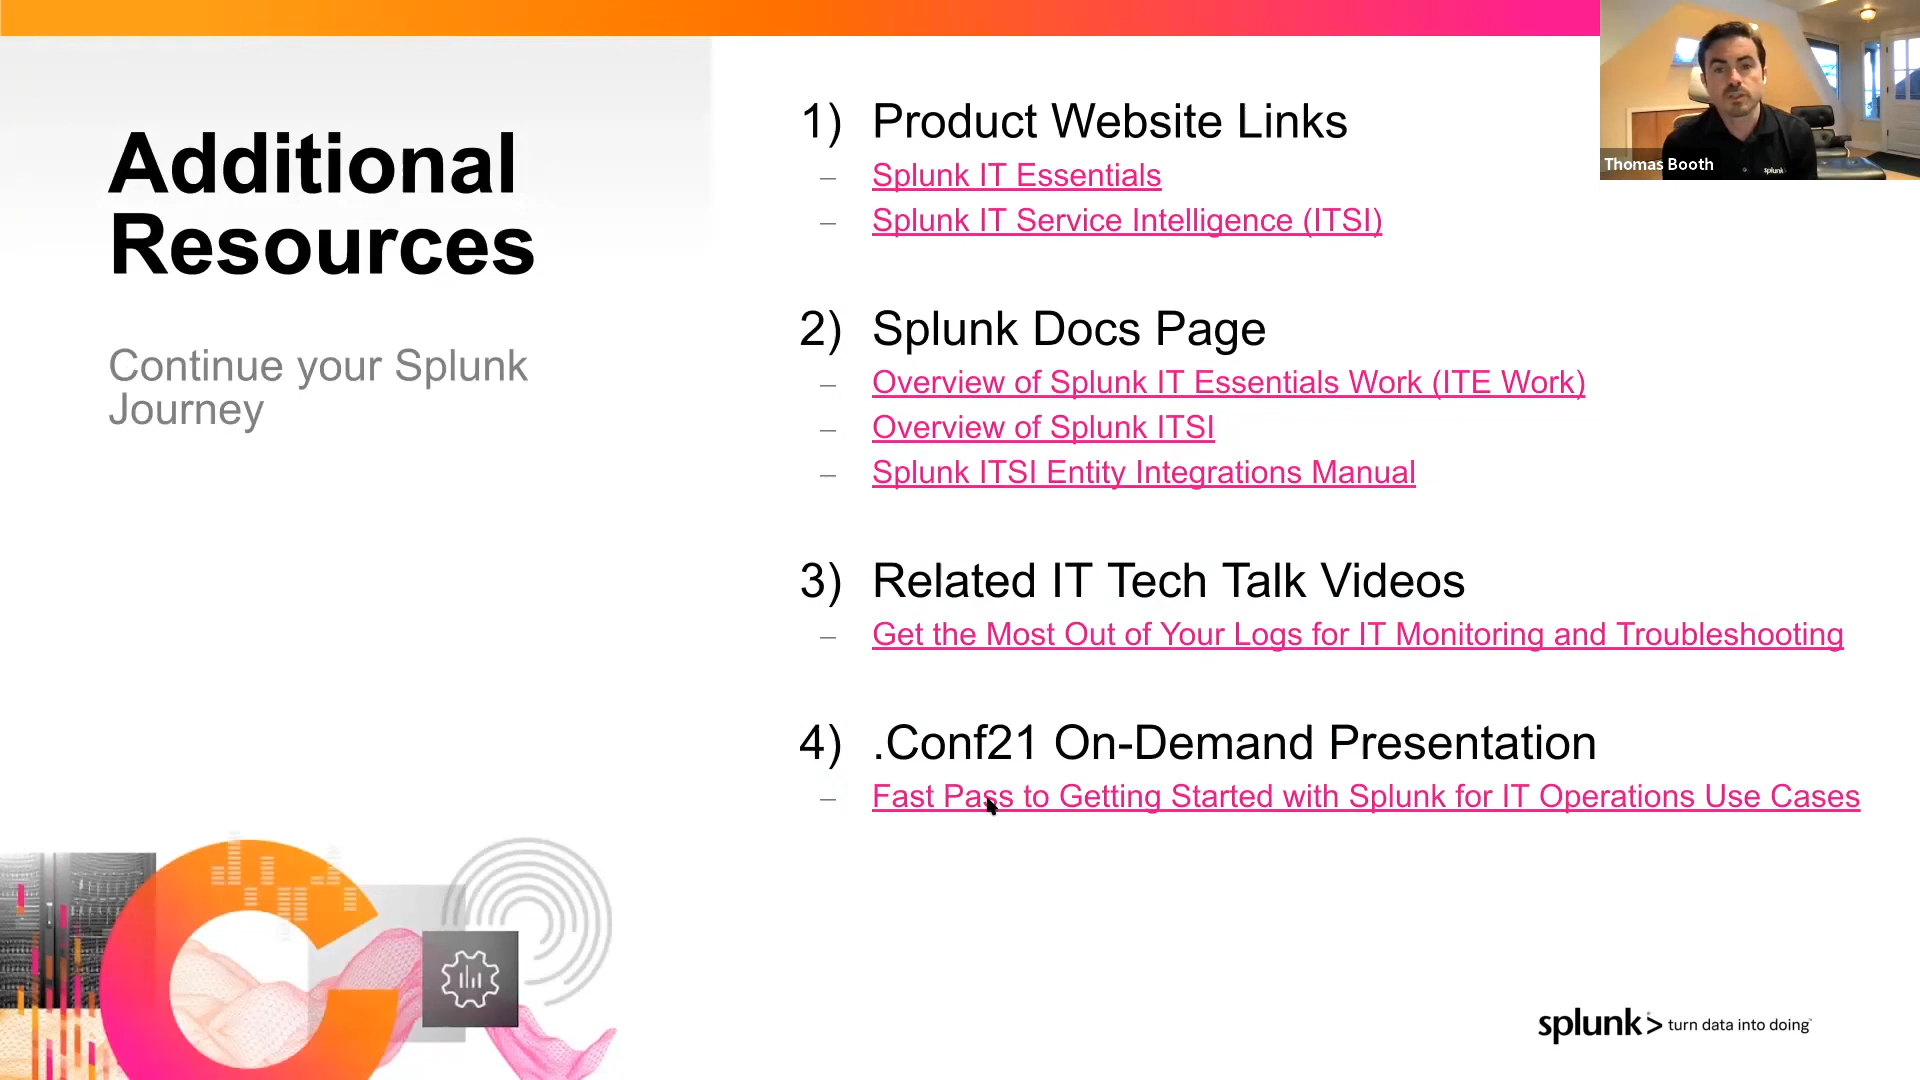 Additional
Resources
Continue your Splunk
Journey
1) Product Website Links
– Splunk IT Essentials
– Splunk IT Service Intelligence (ITSI)
2) Splunk Docs Page
– Overview of Splunk IT Essentials Work (ITE Work)
– Overview of Splunk ITSI
– Splunk ITSI Entity Integrations Manual
3) Related IT Tech Talk Videos
– Get the Most Out of Your Logs for IT Monitoring and Troubleshooting
4) .Conf21 On-Demand Presentation
– Fast Pass to Getting Started with Splunk for IT Operations Use Cases
Thomas Booth
splunk>
splunk> turn data into doing™